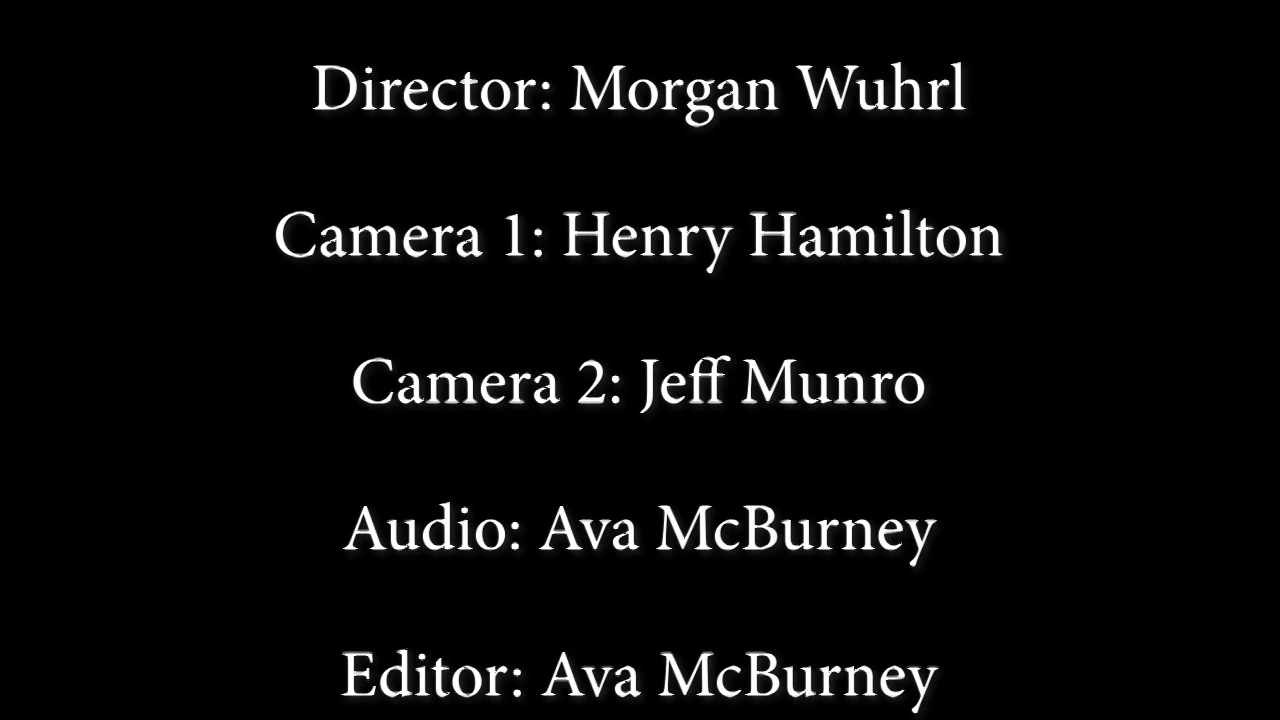 Director: Morgan Wuhrl
Camera 1: Henry Hamilton
Camera 2: Jeff Munro
Audio: Ava McBurney
Editor: Ava McBurney